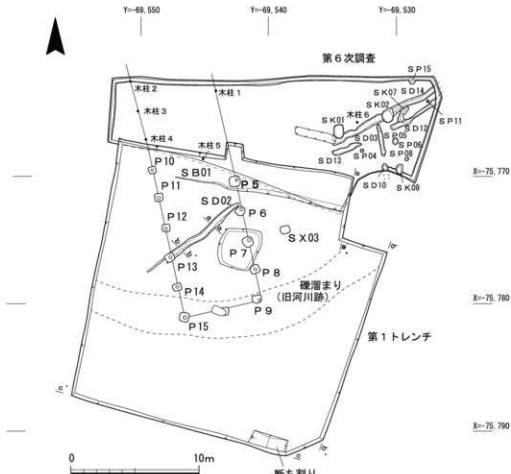 Y=-69,550
Y=-69,540
Y=-69,530
第6次調査
SP15
木柱2
木柱1
SK07
SD14
木柱3
木柱6
SK02
SP11
SK01
SD03
SD12
木柱4
木柱5
SP05
SP06
SD13
SP04
SP08
P10
SB01
X=-75,770
P5
SD10
SK09
P11
SD02
P6
P12
SX03
P7
P13
P8
礫溜まり
(旧河川跡)
P14
P9
X=-75,780
P15
第1トレンチ
X=-75,790
0
10m
断ち割り